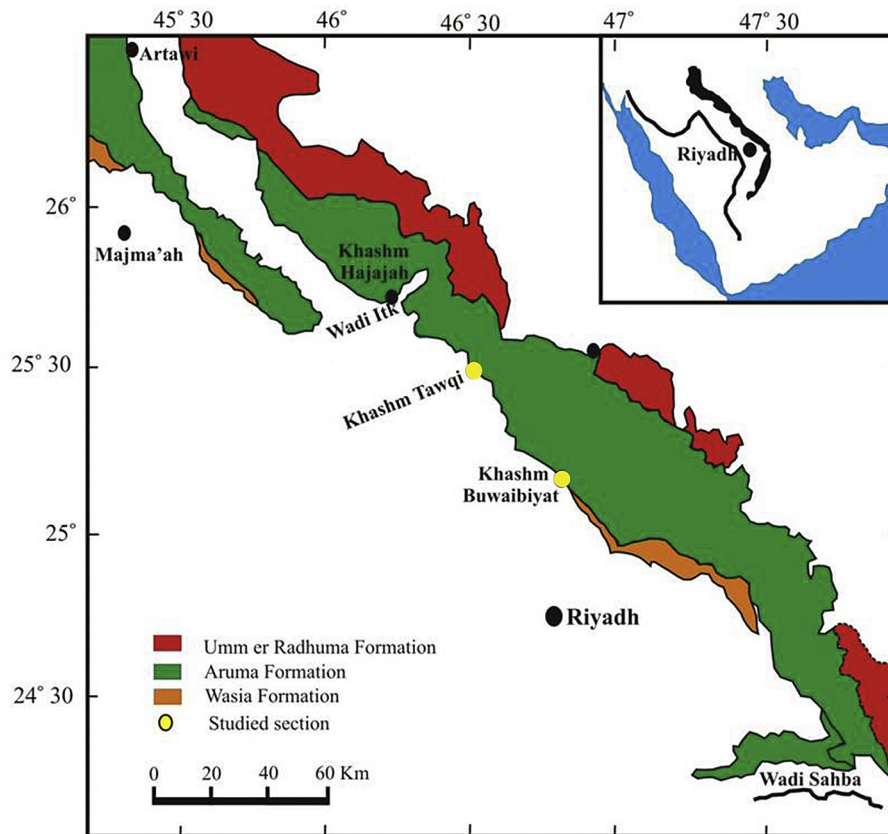 45° 30
46°
46° 30
47°
47° 30
Artawi
Riyadh
26°
Majma'ah
Khashm
Hajajah
Wadi Itk
25° 30
Khashm Tawqi
Khashm
Buwaibiyat
25°
Riyadh
Umm er Radhuma Formation
Aruma Formation
Wasia Formation
Studied section
24° 30
0 20 40 60 Km
Wadi Sahba